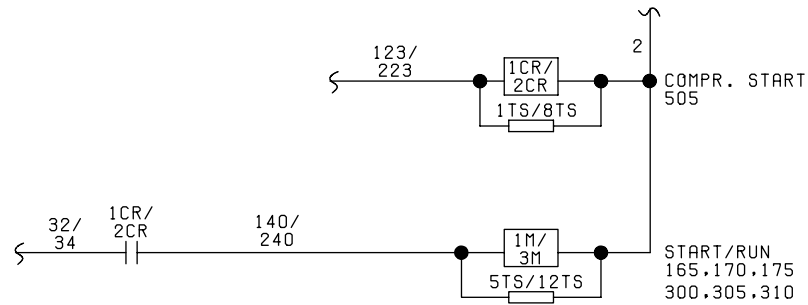 2
123/
223
1CR/
2CR
COMPR. START
505
1TS/8TS
1CR/
2CR
32/
34
140/
240
1M/
3M
START/RUN
165,170,175
300,305,310
5TS/12TS